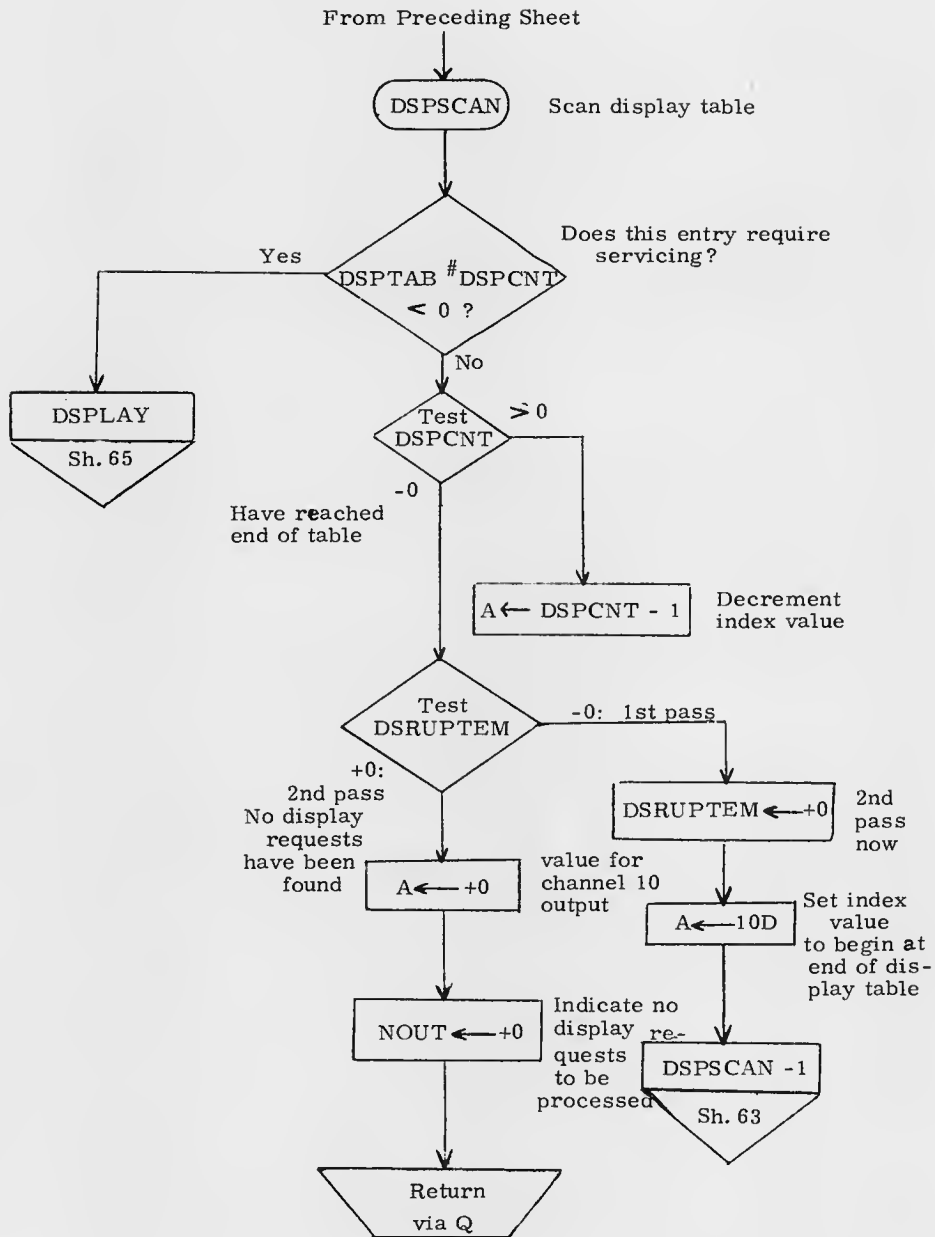 From Preceding Sheet
DSPSCAN
Scan display table
Does this entry require
servicing?
Yes
DSPTAB #DSPCNT
< 0 ?
No
DSPLAY
Sh. 65
Test
DSPCNT
> 0
-0
Have reached
end of table
A ← DSPCNT - 1
Decrement
index value
Test
DSRUPTEM
-0: 1st pass
+0:
2nd pass
No display
requests
have been
found
DSRUPTEM ← +0
2nd
pass
now
A ← +0
value for
channel 10
output
A ← 10D
Set index
value
to begin at
end of dis-
play table
NOUT ← +0
Indicate no
display re-
quests
to be
processed
DSPSCAN -1
Sh. 63
Return
via Q